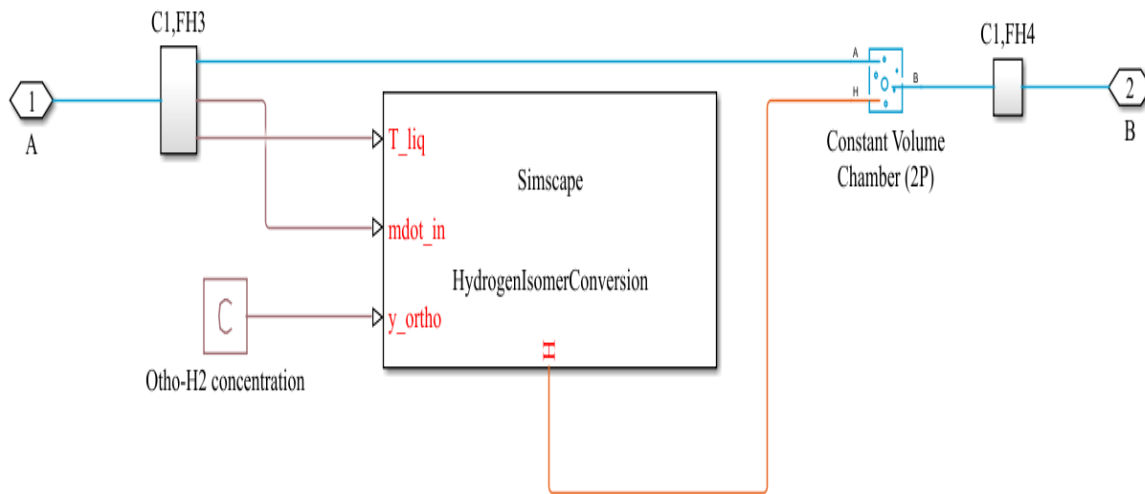 C1,FH3
C1,FH4
A
B
H
1
A
2
B
T_liq
Constant Volume
Chamber (2P)
Simscape
mdot_in
HydrogenIsomerConversion
C
y_ortho
H
Otho-H2 concentration